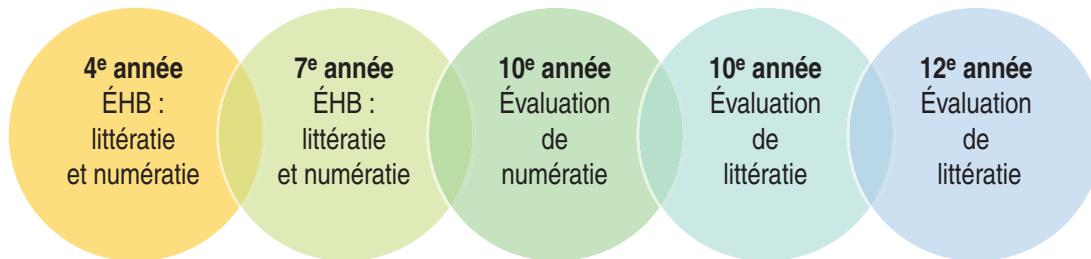 4e année
ÉHB :
littératie
et numératie
7e année
ÉHB :
littératie
et numératie
10e année
Évaluation
de
numératie
10e année
Évaluation
de
littératie
12e année
Évaluation
de
littératie